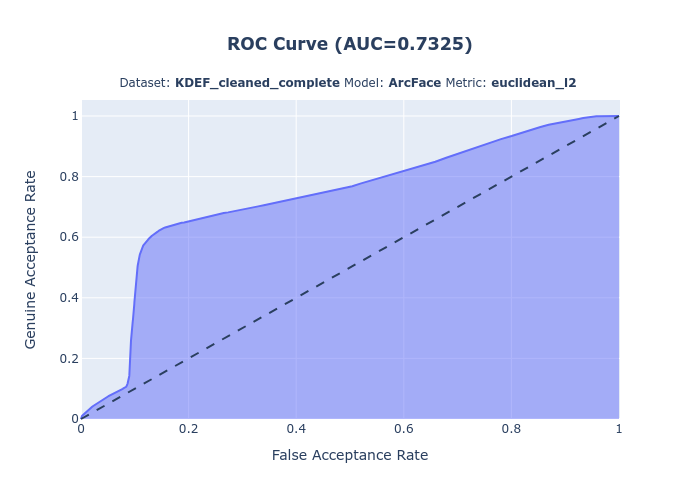 ROC Curve (AUC=0.7325)
Dataset: KDEF_cleaned_complete Model: ArcFace Metric: euclidean_l2
1
0.8
0.6
0.4
0.2
0
Genuine Acceptance Rate
0 0.2 0.4 0.6 0.8 1
False Acceptance Rate